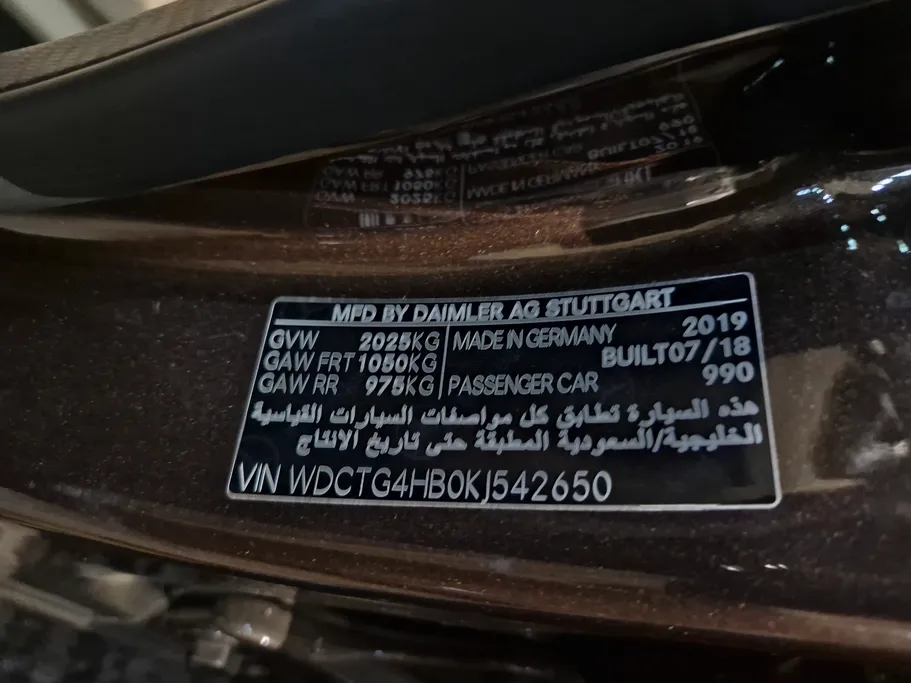 MFD BY DAIMLER AG STUTTGART
GVW 2025KG MADE IN GERMANY 2019
GAW FRT 1050KG BUILT07/18
GAW RR 975KG PASSENGER CAR 990
هذه السيارة تطابق كل مواصفات السيارات القياسية
الخليجية/السعودية المطبقة حتى تاريخ الانتاج
VIN WDCTG4HB0KJ542650